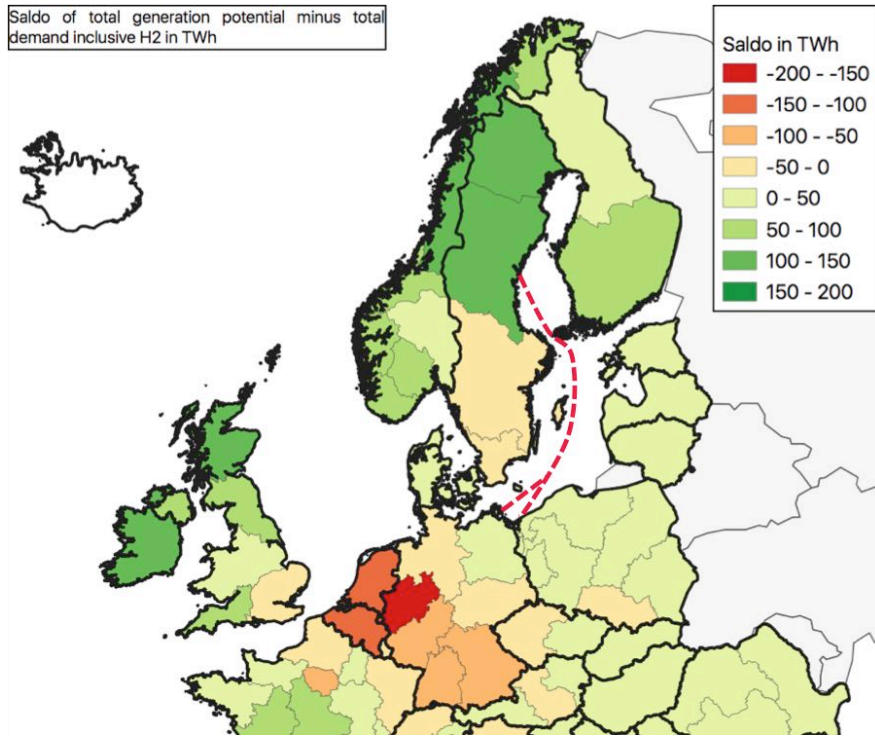 Saldo of total generation potential minus total
demand inclusive H2 in TWh
Saldo in TWh
-200 - -150
-150 - -100
-100 - -50
-50 - 0
0 - 50
50 - 100
100 - 150
150 - 200